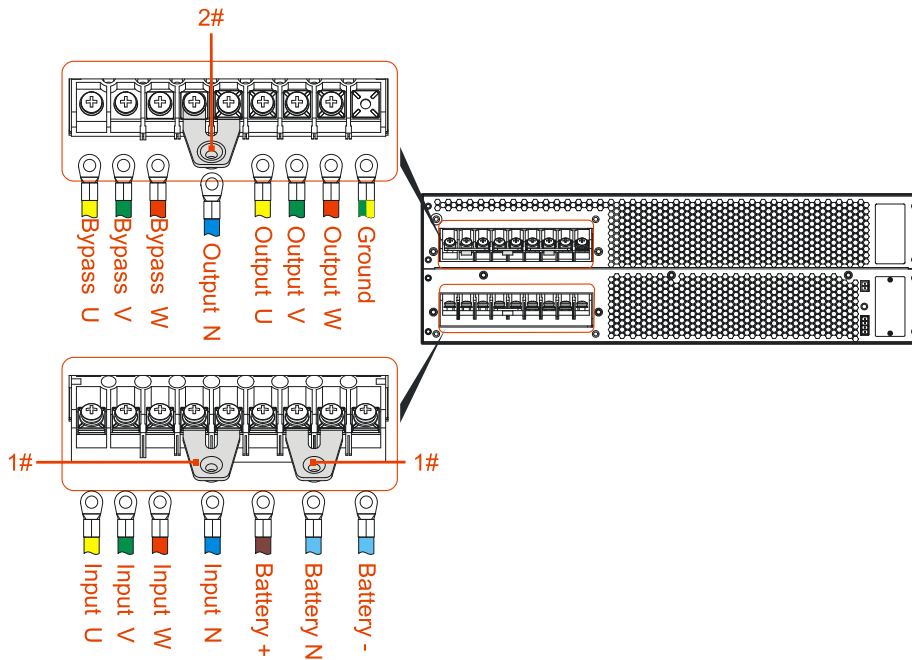 2#
Bypass U
Bypass V
Bypass W
Output N
Output U
Output V
Output W
Ground
1#
1#
Input U
Input V
Input W
Input N
Battery +
Battery N
Battery -